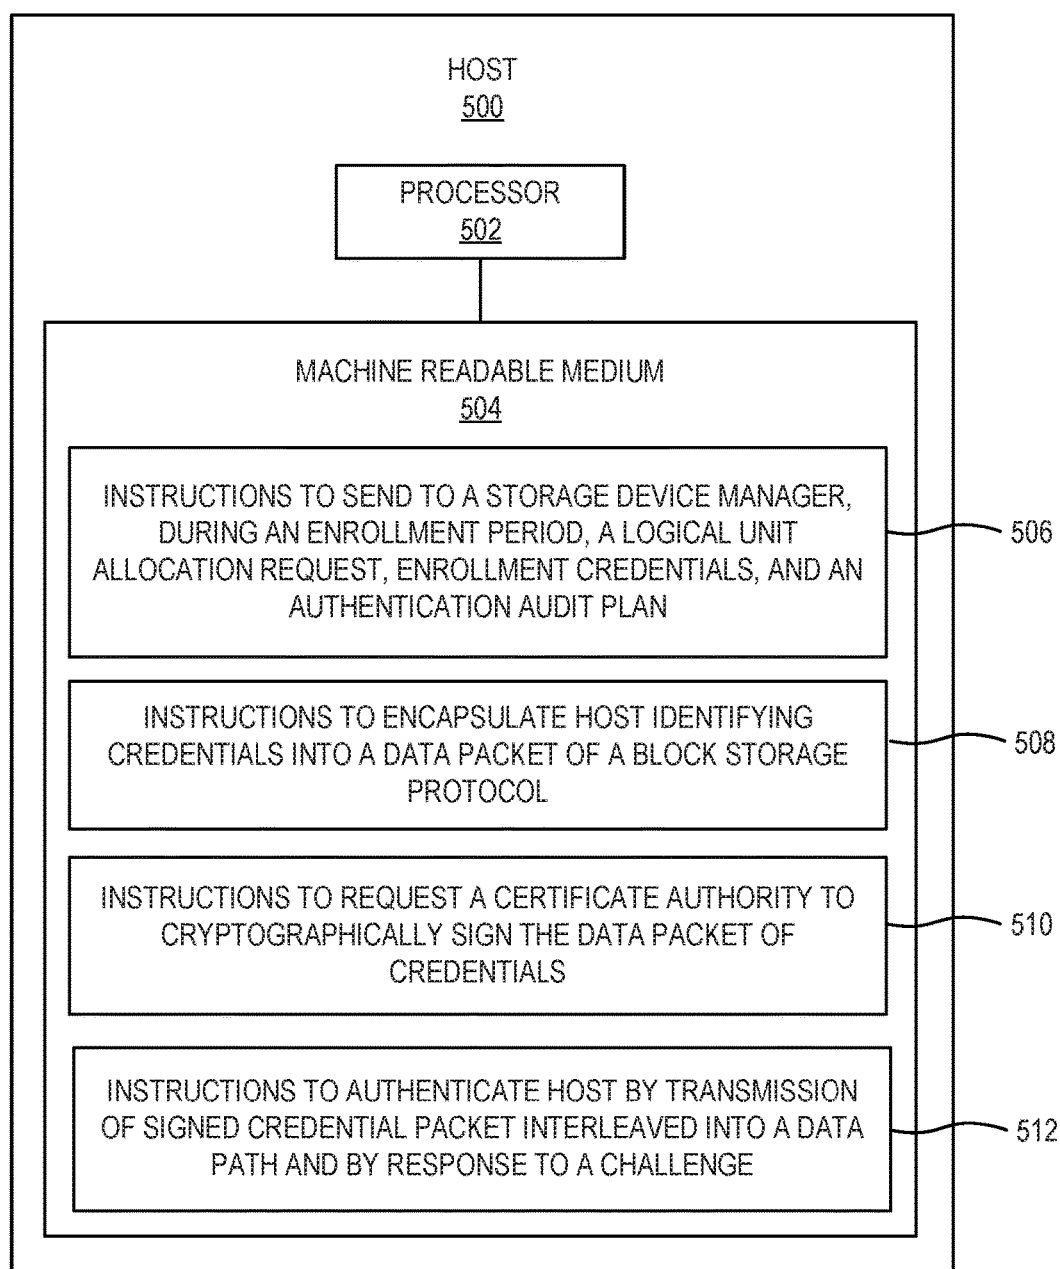 HOST
500
PROCESSOR
502
MACHINE READABLE MEDIUM
504
INSTRUCTIONS TO SEND TO A STORAGE DEVICE MANAGER,
DURING AN ENROLLMENT PERIOD, A LOGICAL UNIT
ALLOCATION REQUEST, ENROLLMENT CREDENTIALS, AND AN
AUTHENTICATION AUDIT PLAN
506
INSTRUCTIONS TO ENCAPSULATE HOST IDENTIFYING
CREDENTIALS INTO A DATA PACKET OF A BLOCK STORAGE
PROTOCOL
508
INSTRUCTIONS TO REQUEST A CERTIFICATE AUTHORITY TO
CRYPTOGRAPHICALLY SIGN THE DATA PACKET OF
CREDENTIALS
510
INSTRUCTIONS TO AUTHENTICATE HOST BY TRANSMISSION
OF SIGNED CREDENTIAL PACKET INTERLEAVED INTO A DATA
PATH AND BY RESPONSE TO A CHALLENGE
512